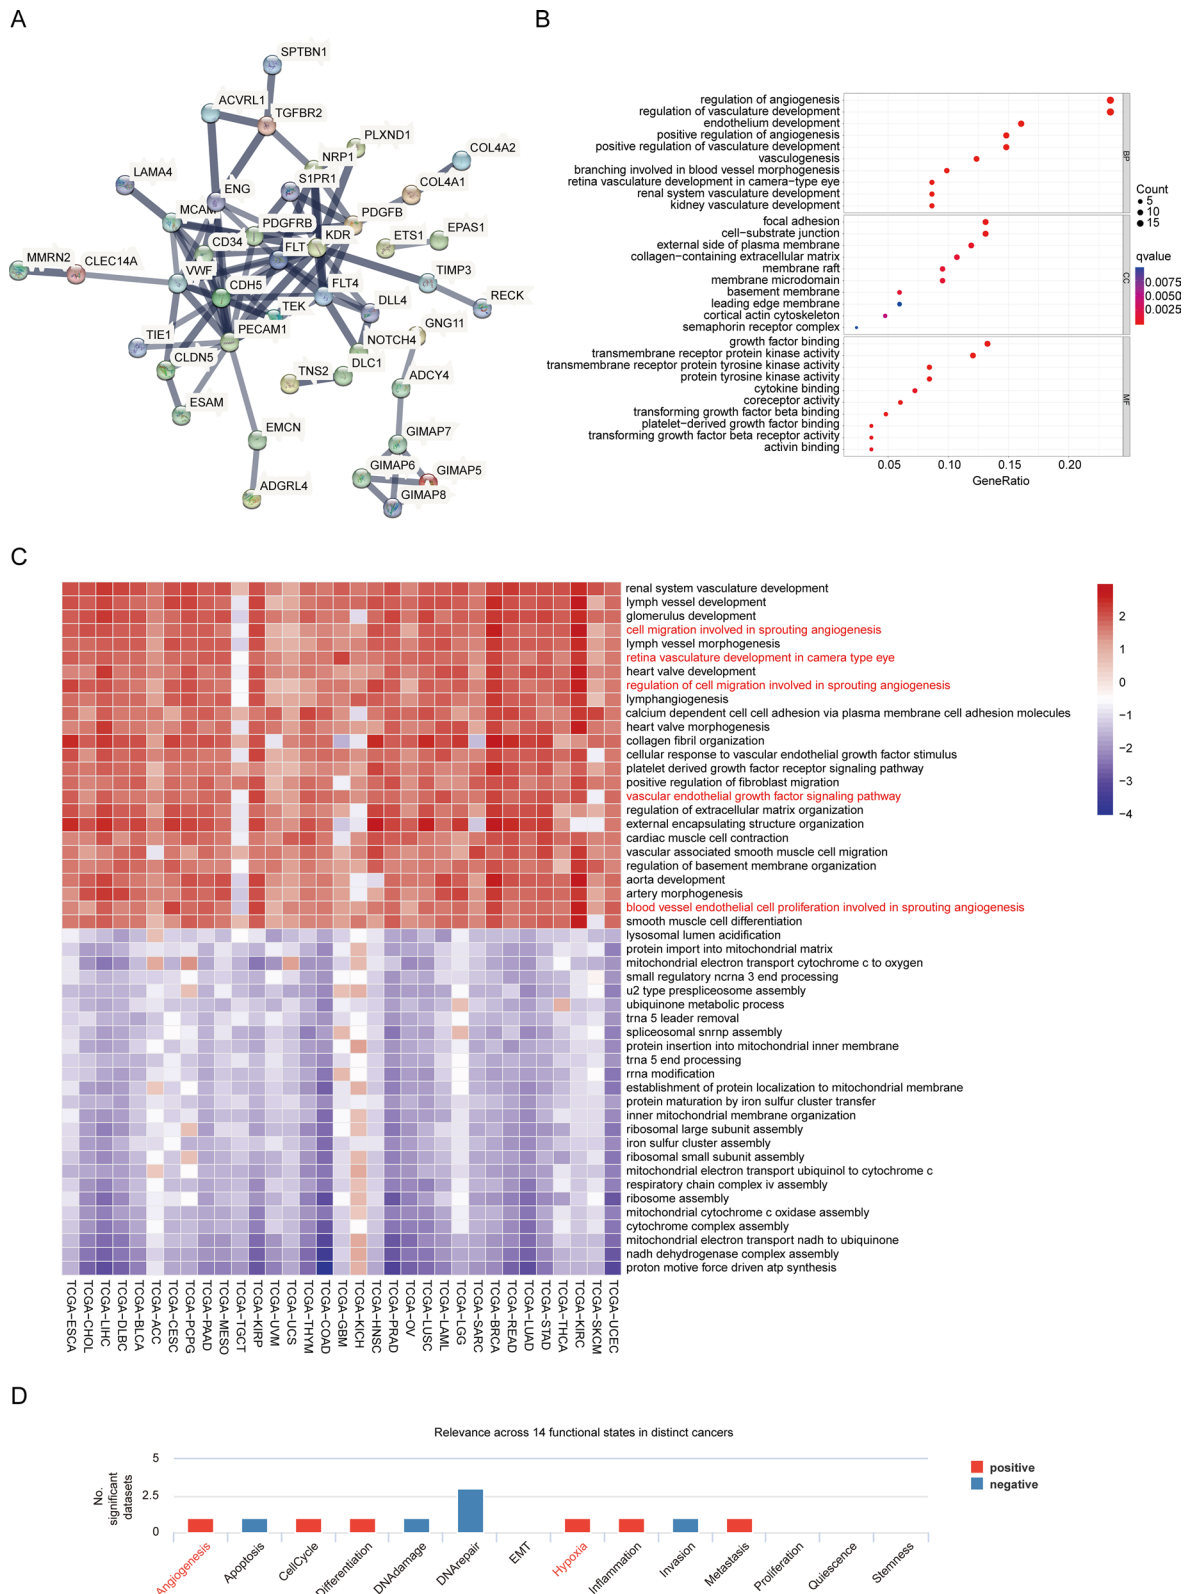 A
SPTBN1
ACVRL1
TGFBR2
PLXND1
NRP1
COL4A2
LAMA4
S1PR1
ENG
COL4A1
MCAM
PDGFB
PDGFRB
ETS1
EPAS1
CD34
FLT1
KDR
MMRN2
CLEC14A
VWF
TIMP3
CDH5
FLT4
RECK
TEK
DLL4
TIE1
PECAM1
GNG11
CLDN5
NOTCH4
TNS2
DLC1
ADCY4
ESAM
EMCN
GIMAP7
GIMAP6
GIMAP5
ADGRL4
GIMAP8
B
regulation of angiogenesis
regulation of vasculature development
endothelium development
positive regulation of angiogenesis
positive regulation of vasculature development
vasculogenesis
branching involved in blood vessel morphogenesis
retina vasculature development in camera-type eye
renal system vasculature development
kidney vasculature development
BP
focal adhesion
cell-substrate junction
external side of plasma membrane
collagen-containing extracellular matrix
membrane raft
membrane microdomain
basement membrane
leading edge membrane
cortical actin cytoskeleton
semaphorin receptor complex
CC
growth factor binding
transmembrane receptor protein kinase activity
transmembrane receptor protein tyrosine kinase activity
protein tyrosine kinase activity
cytokine binding
coreceptor activity
transforming growth factor beta binding
platelet-derived growth factor binding
transforming growth factor beta receptor activity
activin binding
MF
0.05 0.10 0.15 0.20
GeneRatio
Count
5
10
15
qvalue
0.0075
0.0050
0.0025
C
renal system vasculature development
lymph vessel development
glomerulus development
cell migration involved in sprouting angiogenesis
lymph vessel morphogenesis
retina vasculature development in camera type eye
heart valve development
regulation of cell migration involved in sprouting angiogenesis
lymphangiogenesis
calcium dependent cell cell adhesion via plasma membrane cell adhesion molecules
heart valve morphogenesis
collagen fibril organization
cellular response to vascular endothelial growth factor stimulus
platelet derived growth factor receptor signaling pathway
positive regulation of fibroblast migration
vascular endothelial growth factor signaling pathway
regulation of extracellular matrix organization
external encapsulating structure organization
cardiac muscle cell contraction
vascular associated smooth muscle cell migration
regulation of basement membrane organization
aorta development
artery morphogenesis
blood vessel endothelial cell proliferation involved in sprouting angiogenesis
smooth muscle cell differentiation
lysosomal lumen acidification
protein import into mitochondrial matrix
mitochondrial electron transport cytochrome c to oxygen
small regulatory ncrna 3 end processing
u2 type prespliceosome assembly
ubiquinone metabolic process
trna 5 leader removal
spliceosomal snrnp assembly
protein insertion into mitochondrial inner membrane
trna 5 end processing
rrna modification
establishment of protein localization to mitochondrial membrane
protein maturation by iron sulfur cluster transfer
inner mitochondrial membrane organization
ribosomal large subunit assembly
iron sulfur cluster assembly
ribosomal small subunit assembly
mitochondrial electron transport ubiquinol to cytochrome c
respiratory chain complex iv assembly
ribosome assembly
mitochondrial cytochrome c oxidase assembly
cytochrome complex assembly
mitochondrial electron transport nadh to ubiquinone
nadh dehydrogenase complex assembly
proton motive force driven atp synthesis
2
1
0
−1
−2
−3
−4
TCGA−ESCA
TCGA−CHOL
TCGA−LIHC
TCGA−DLBC
TCGA−BLCA
TCGA−ACC
TCGA−CESC
TCGA−PCPG
TCGA−PAAD
TCGA−MESO
TCGA−TGCT
TCGA−KIRP
TCGA−UVM
TCGA−UCS
TCGA−THYM
TCGA−COAD
TCGA−GBM
TCGA−KICH
TCGA−HNSC
TCGA−PRAD
TCGA−OV
TCGA−LUSC
TCGA−LAML
TCGA−LGG
TCGA−SARC
TCGA−BRCA
TCGA−READ
TCGA−LUAD
TCGA−STAD
TCGA−THCA
TCGA−KIRC
TCGA−SKCM
TCGA−UCEC
D
Relevance across 14 functional states in distinct cancers
No.
significant
datasets
5
2.5
0
Angiogenesis
Apoptosis
CellCycle
Differentiation
DNAdamage
DNArepair
EMT
Hypoxia
Inflammation
Invasion
Metastasis
Proliferation
Quiescence
Stemness
positive
negative